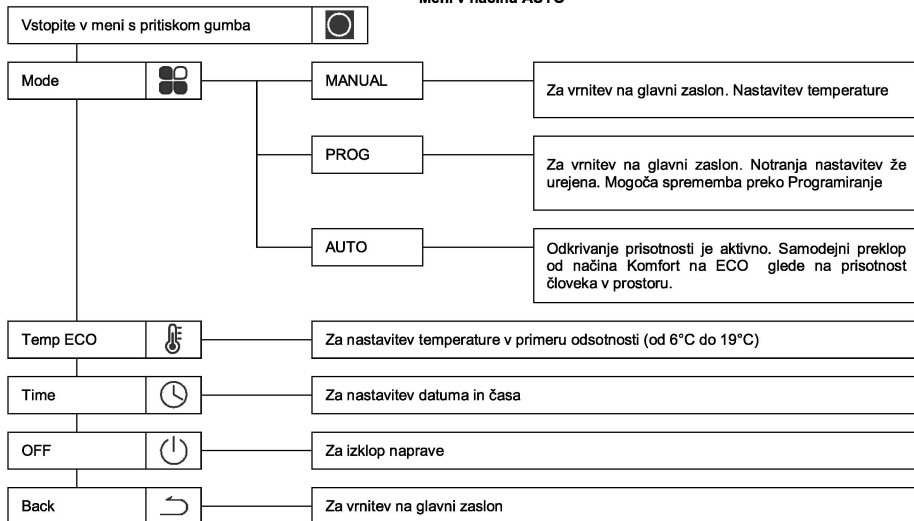 Meni v načinu AUTO
Vstopite v meni s pritiskom gumba
Mode
MANUAL
Za vrnitev na glavni zaslon. Nastavitev temperature
PROG
Za vrnitev na glavni zaslon. Notranja nastavitev že
urejena. Mogoča sprememba preko Programiranje
AUTO
Odkrivanje prisotnosti je aktivno. Samodejni preklop
od načina Komfort na ECO glede na prisotnost
človeka v prostoru.
Temp ECO
Za nastavitev temperature v primeru odsotnosti (od 6°C do 19°C)
Time
Za nastavitev datuma in časa
OFF
Za izklop naprave
Back
Za vrnitev na glavni zaslon